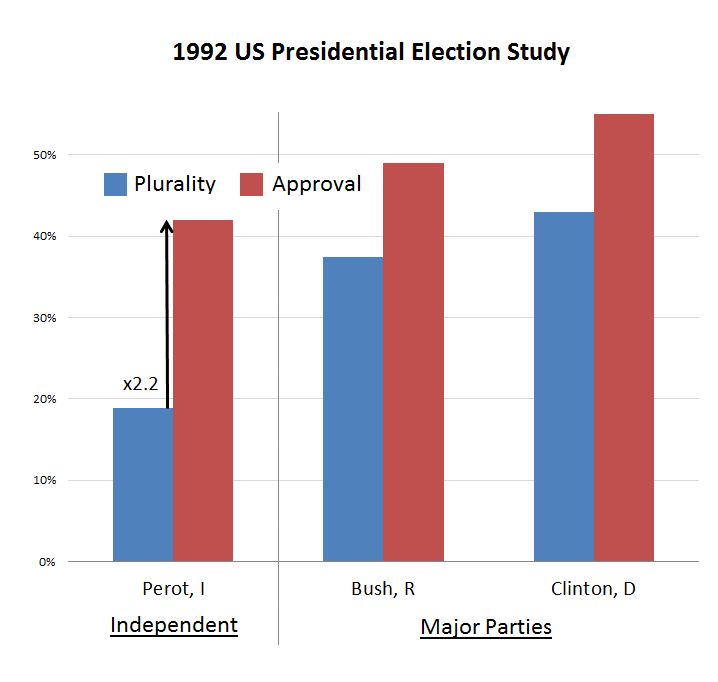 1992 US Presidential Election Study
50%
Plurality Approval
40%
30%
x2.2
20%
10%
0%
Perot, I Bush, R Clinton, D
Independent Major Parties